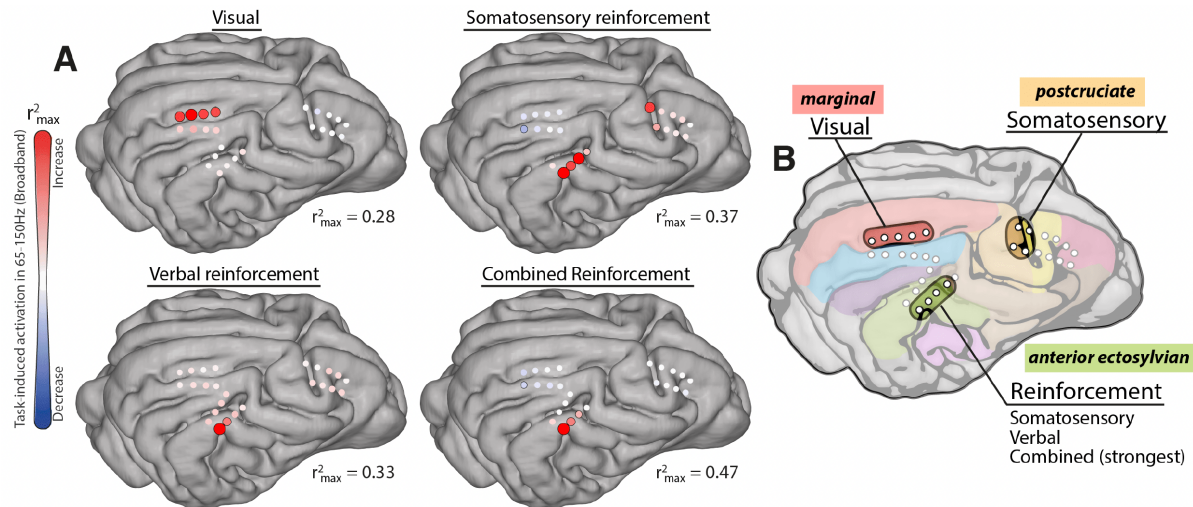 A
Visual
Somatosensory reinforcement
r²max
Increase
Task-induced activation in 65-150Hz (Broadband)
Decrease
r²max = 0.28
r²max = 0.37
Verbal reinforcement
Combined Reinforcement
r²max = 0.33
r²max = 0.47
B
marginal
Visual
postcruciate
Somatosensory
anterior ectosylvian
Reinforcement
Somatosensory
Verbal
Combined (strongest)